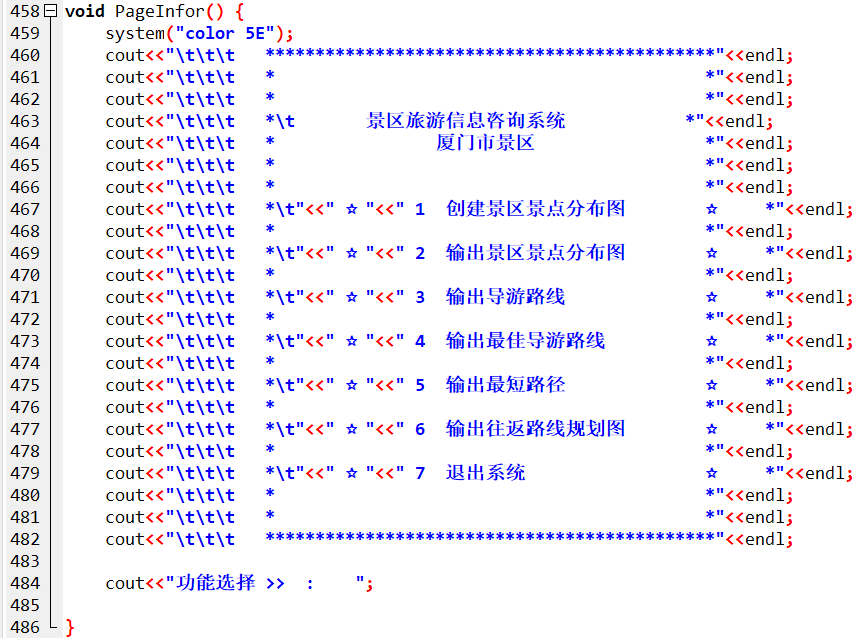 458 void PageInfor() {
459     system("color 5E");
460     cout<<"\t\t\t   *********************************************"<<endl;
461     cout<<"\t\t\t   *                                           *"<<endl;
462     cout<<"\t\t\t   *                                           *"<<endl;
463     cout<<"\t\t\t   *\t       景区旅游信息咨询系统            *"<<endl;
464     cout<<"\t\t\t   *                厦门市景区                 *"<<endl;
465     cout<<"\t\t\t   *                                           *"<<endl;
466     cout<<"\t\t\t   *                                           *"<<endl;
467     cout<<"\t\t\t   *\t"<<" ☆ "<<" 1  创建景区景点分布图        ☆     *"<<endl;
468     cout<<"\t\t\t   *                                           *"<<endl;
469     cout<<"\t\t\t   *\t"<<" ☆ "<<" 2  输出景区景点分布图        ☆     *"<<endl;
470     cout<<"\t\t\t   *                                           *"<<endl;
471     cout<<"\t\t\t   *\t"<<" ☆ "<<" 3  输出导游路线              ☆     *"<<endl;
472     cout<<"\t\t\t   *                                           *"<<endl;
473     cout<<"\t\t\t   *\t"<<" ☆ "<<" 4  输出最佳导游路线          ☆     *"<<endl;
474     cout<<"\t\t\t   *                                           *"<<endl;
475     cout<<"\t\t\t   *\t"<<" ☆ "<<" 5  输出最短路径              ☆     *"<<endl;
476     cout<<"\t\t\t   *                                           *"<<endl;
477     cout<<"\t\t\t   *\t"<<" ☆ "<<" 6  输出往返路线规划图        ☆     *"<<endl;
478     cout<<"\t\t\t   *                                           *"<<endl;
479     cout<<"\t\t\t   *\t"<<" ☆ "<<" 7  退出系统                  ☆     *"<<endl;
480     cout<<"\t\t\t   *                                           *"<<endl;
481     cout<<"\t\t\t   *                                           *"<<endl;
482     cout<<"\t\t\t   *********************************************"<<endl;
483
484     cout<<"功能选择 >>  :    ";
485
486 }